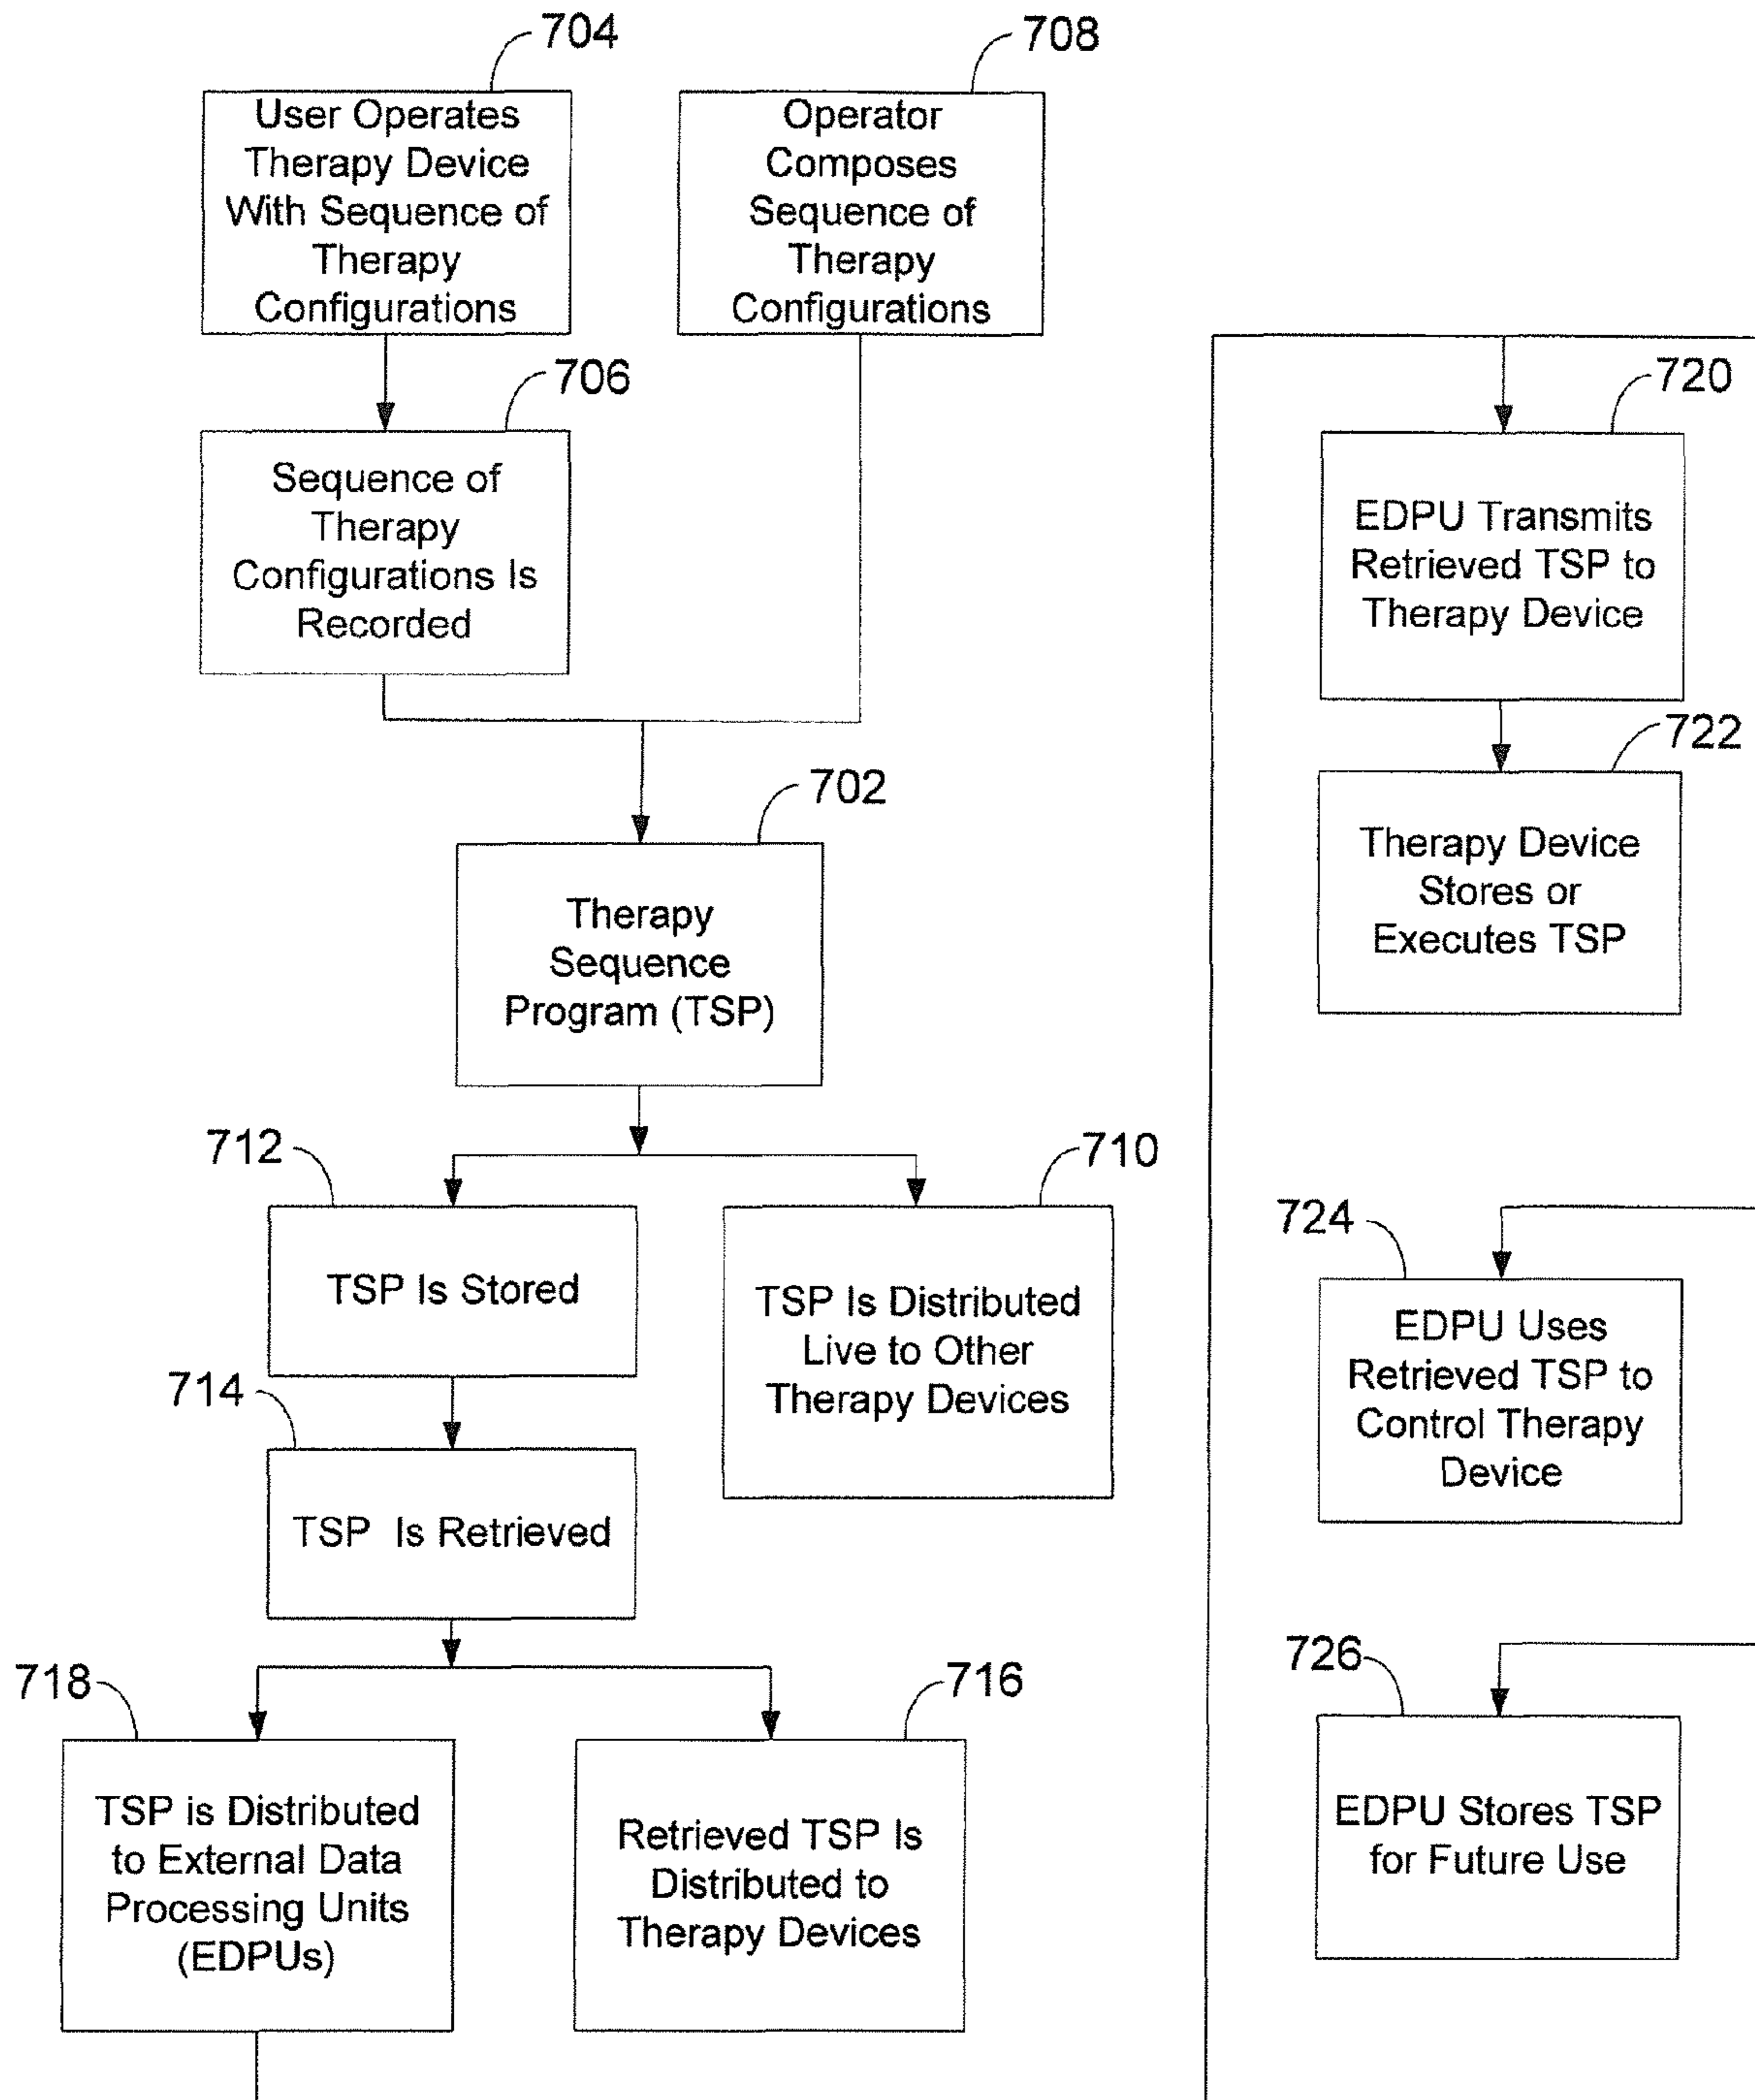 704
User Operates
Therapy Device
With Sequence of
Therapy
Configurations
708
Operator
Composes
Sequence of
Therapy
Configurations
706
Sequence of
Therapy
Configurations Is
Recorded
702
Therapy
Sequence
Program (TSP)
712
TSP Is Stored
710
TSP Is Distributed
Live to Other
Therapy Devices
714
TSP Is Retrieved
718
TSP is Distributed
to External Data
Processing Units
(EDPUs)
716
Retrieved TSP Is
Distributed to
Therapy Devices
720
EDPU Transmits
Retrieved TSP to
Therapy Device
722
Therapy Device
Stores or
Executes TSP
724
EDPU Uses
Retrieved TSP to
Control Therapy
Device
726
EDPU Stores TSP
for Future Use